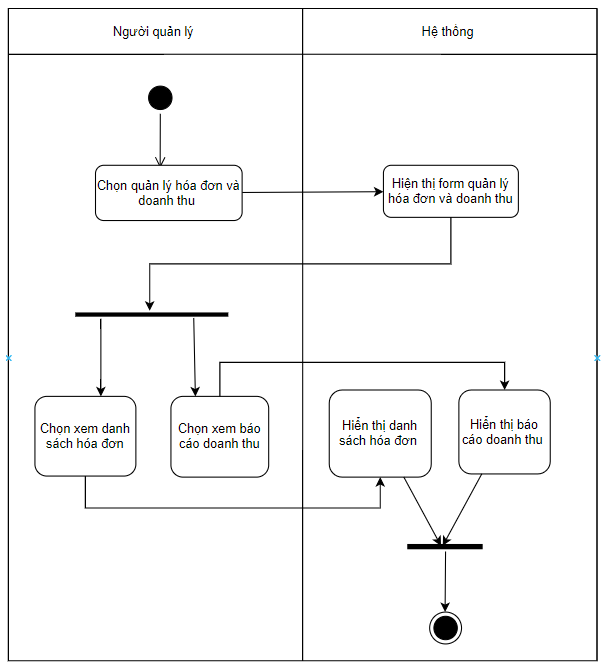 Người quản lý
Hệ thống
Chọn quản lý hóa đơn và
doanh thu
Hiện thị form quản lý
hóa đơn và doanh thu
Chọn xem danh
sách hóa đơn
Chọn xem báo
cáo doanh thu
Hiển thị danh
sách hóa đơn
Hiển thị báo
cáo doanh thu